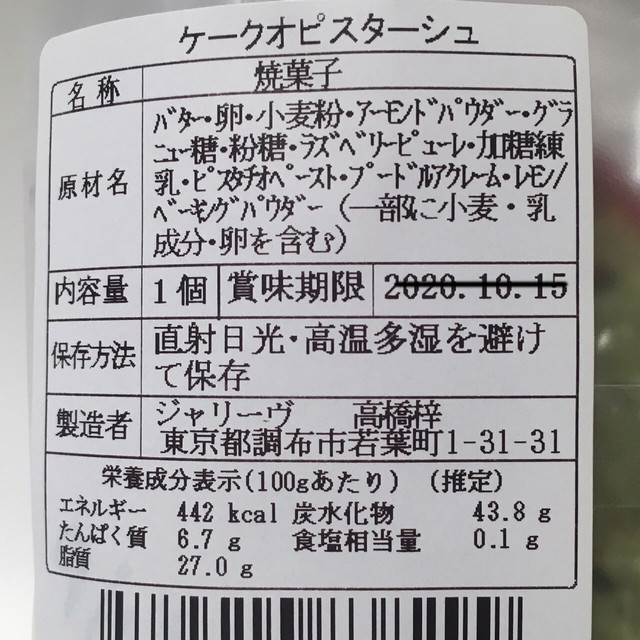 ケークオピスターシュ
名称 焼菓子
原材名 バター・卵・小麦粉・アーモンドパウダー・グラ
ニュー糖・粉糖・ラズベリーピューレ・加糖練
乳・ピスタチオペースト・プードルアクレーム・レモン/
ベーキングパウダー（一部に小麦・乳
成分・卵を含む）
内容量 1個 賞味期限 2020.10.15
保存方法 直射日光・高温多湿を避け
て保存
製造者 ジャリーヴ 高橋梓
東京都調布市若葉町1-31-31
栄養成分表示(100gあたり) (推定)
エネルギー 442 kcal 炭水化物 43.8 g
たんぱく質 6.7 g 食塩相当量 0.1 g
脂質 27.0 g